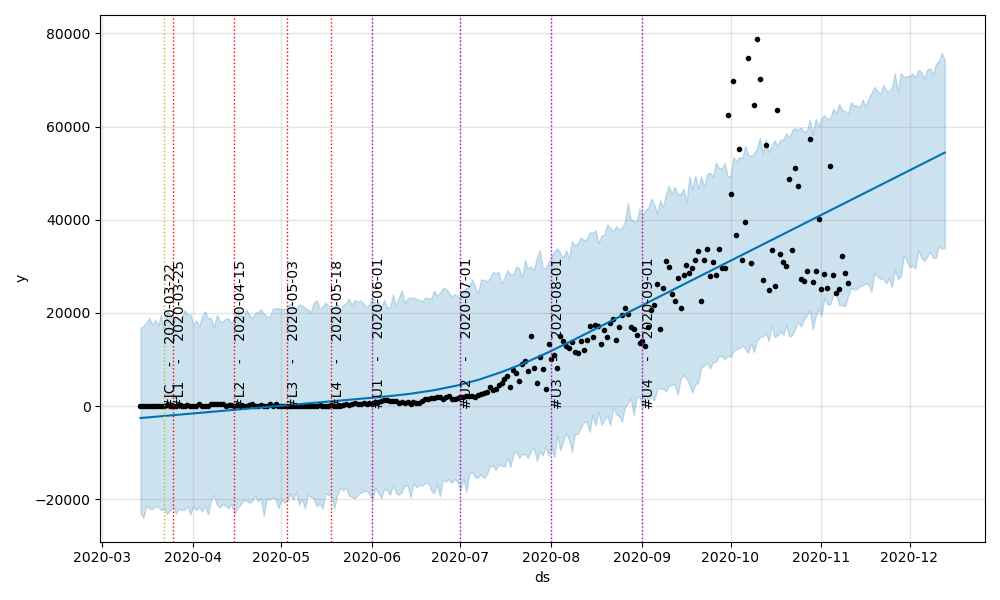 80000
60000
40000
20000
0
−20000
y
#JC - 2020-03-22
#L1 - 2020-03-25
#L2 - 2020-04-15
#L3 - 2020-05-03
#L4 - 2020-05-18
#U1 - 2020-06-01
#U2 - 2020-07-01
#U3 - 2020-08-01
#U4 - 2020-09-01
2020-03
2020-04
2020-05
2020-06
2020-07
2020-08
2020-09
2020-10
2020-11
2020-12
ds